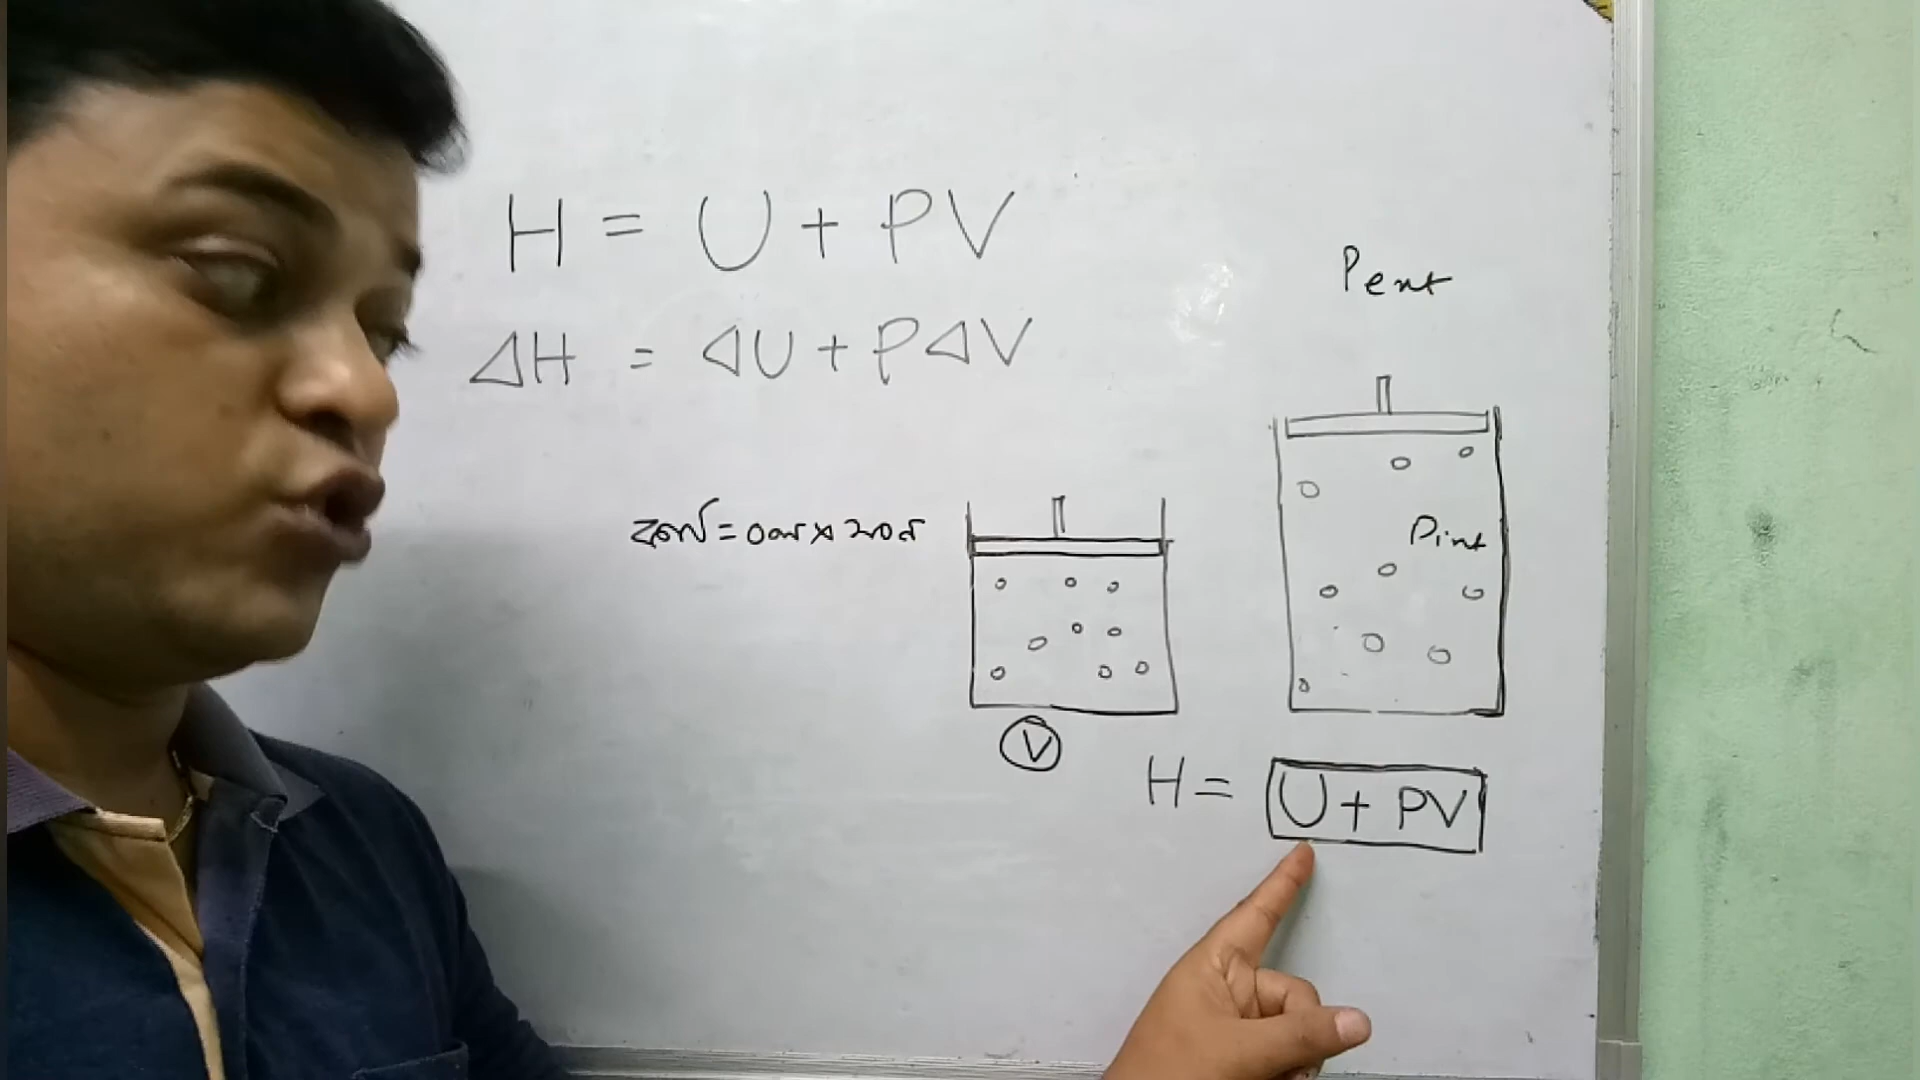 H = U + PV
ΔH = ΔU + PΔV
Pext
Pint
V
H = U + PV